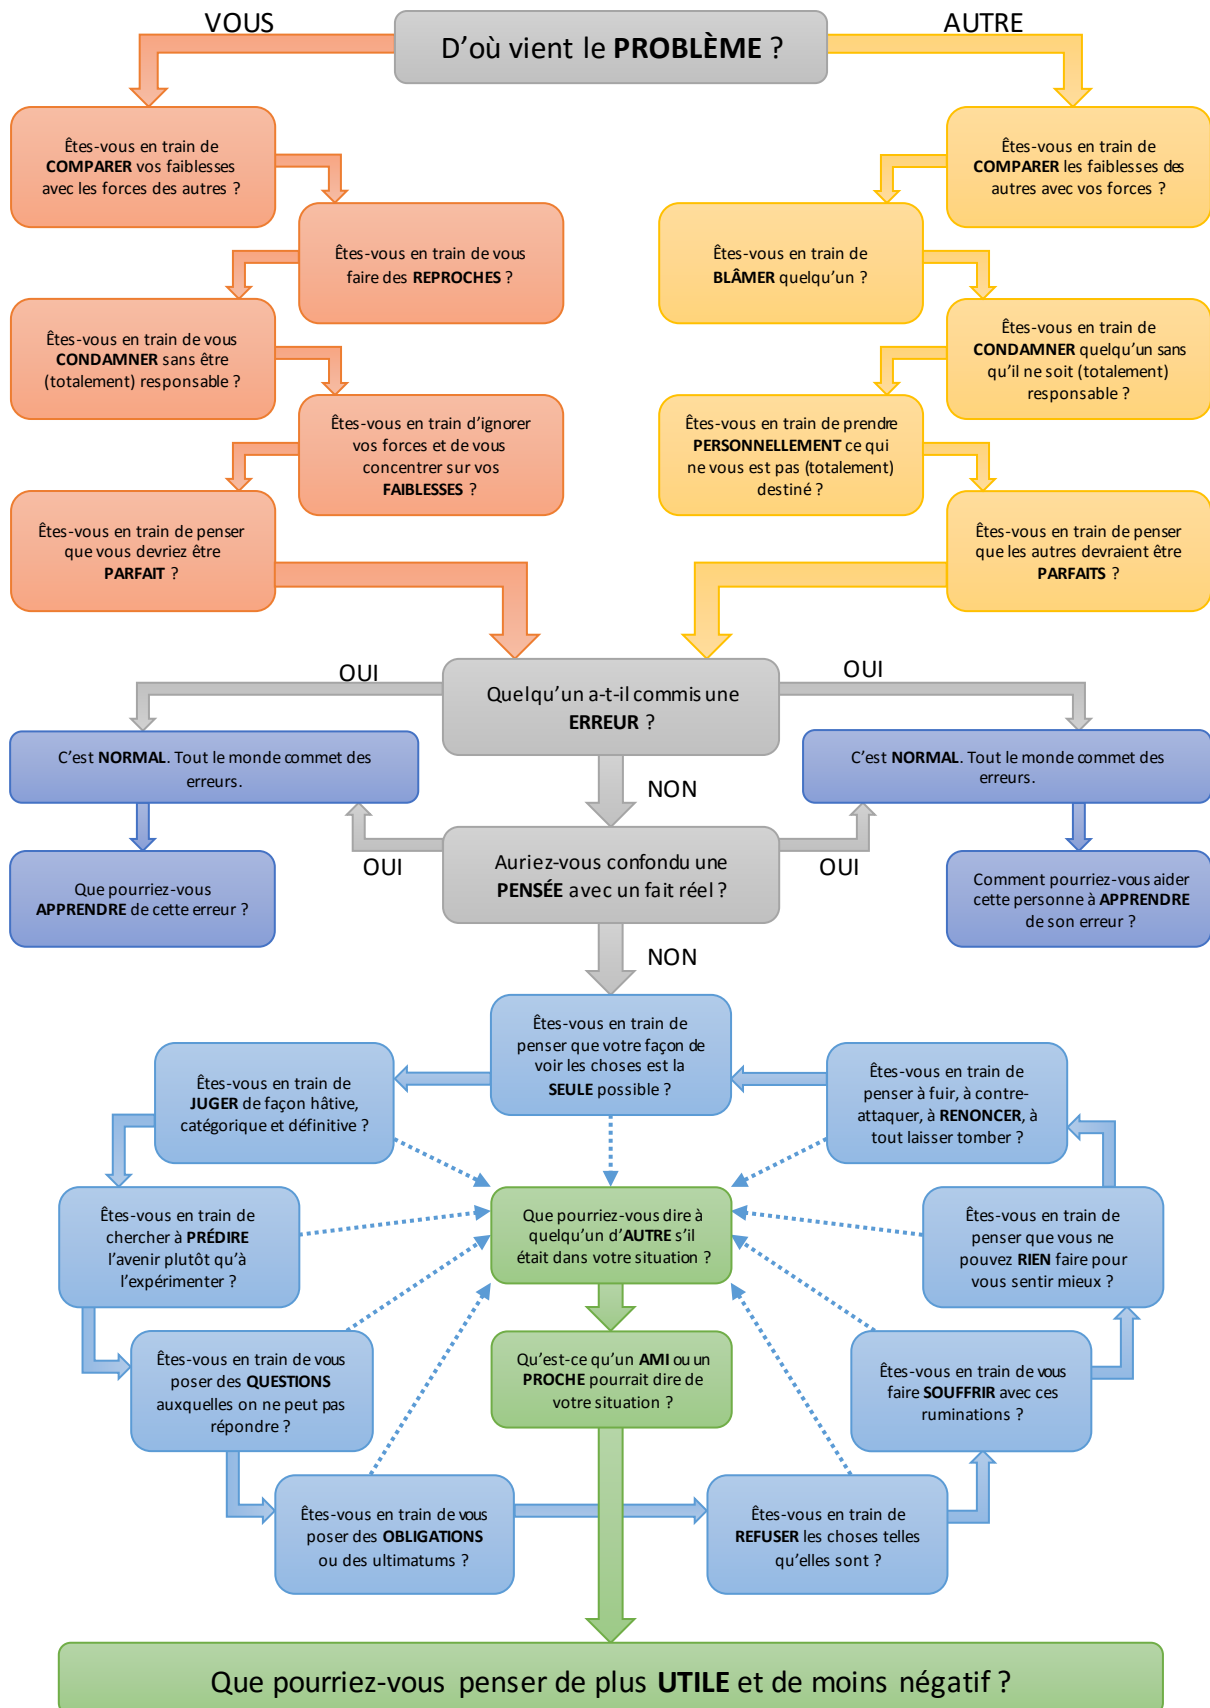 VOUS
D’où vient le PROBLÈME ?
AUTRE
Êtes-vous en train de
COMPARER vos faiblesses
avec les forces des autres ?
Êtes-vous en train de
COMPARER les faiblesses des
autres avec vos forces ?
Êtes-vous en train de vous
faire des REPROCHES ?
Êtes-vous en train de
BLÂMER quelqu’un ?
Êtes-vous en train de vous
CONDAMNER sans être
(totalement) responsable ?
Êtes-vous en train de
CONDAMNER quelqu’un sans
qu’il ne soit (totalement)
responsable ?
Êtes-vous en train d’ignorer
vos forces et de vous
concentrer sur vos
FAIBLESSES ?
Êtes-vous en train de prendre
PERSONNELLEMENT ce qui
ne vous est pas (totalement)
destiné ?
Êtes-vous en train de penser
que vous devriez être
PARFAIT ?
Êtes-vous en train de penser
que les autres devraient être
PARFAITS ?
OUI
Quelqu’un a-t-il commis une
ERREUR ?
OUI
C’est NORMAL. Tout le monde commet des
erreurs.
NON
C’est NORMAL. Tout le monde commet des
erreurs.
OUI
Auriez-vous confondu une
PENSÉE avec un fait réel ?
OUI
Que pourriez-vous
APPRENDRE de cette erreur ?
Comment pourriez-vous aider
cette personne à APPRENDRE
de son erreur ?
NON
Êtes-vous en train de
penser que votre façon de
voir les choses est la
SEULE possible ?
Êtes-vous en train de
JUGER de façon hâtive,
catégorique et définitive ?
Êtes-vous en train de
penser à fuir, à contre-
attaquer, à RENONCER, à
tout laisser tomber ?
Êtes-vous en train de
chercher à PRÉDIRE
l’avenir plutôt qu’à
l’expérimenter ?
Que pourriez-vous dire à
quelqu’un d’AUTRE s’il
était dans votre situation ?
Êtes-vous en train de
penser que vous ne
pouvez RIEN faire pour
vous sentir mieux ?
Êtes-vous en train de vous
poser des QUESTIONS
auxquelles on ne peut pas
répondre ?
Qu’est-ce qu’un AMI ou un
PROCHE pourrait dire de
votre situation ?
Êtes-vous en train de vous
faire SOUFFRIR avec ces
ruminations ?
Êtes-vous en train de vous
poser des OBLIGATIONS
ou des ultimatums ?
Êtes-vous en train de
REFUSER les choses telles
qu’elles sont ?
Que pourriez-vous penser de plus UTILE et de moins négatif ?